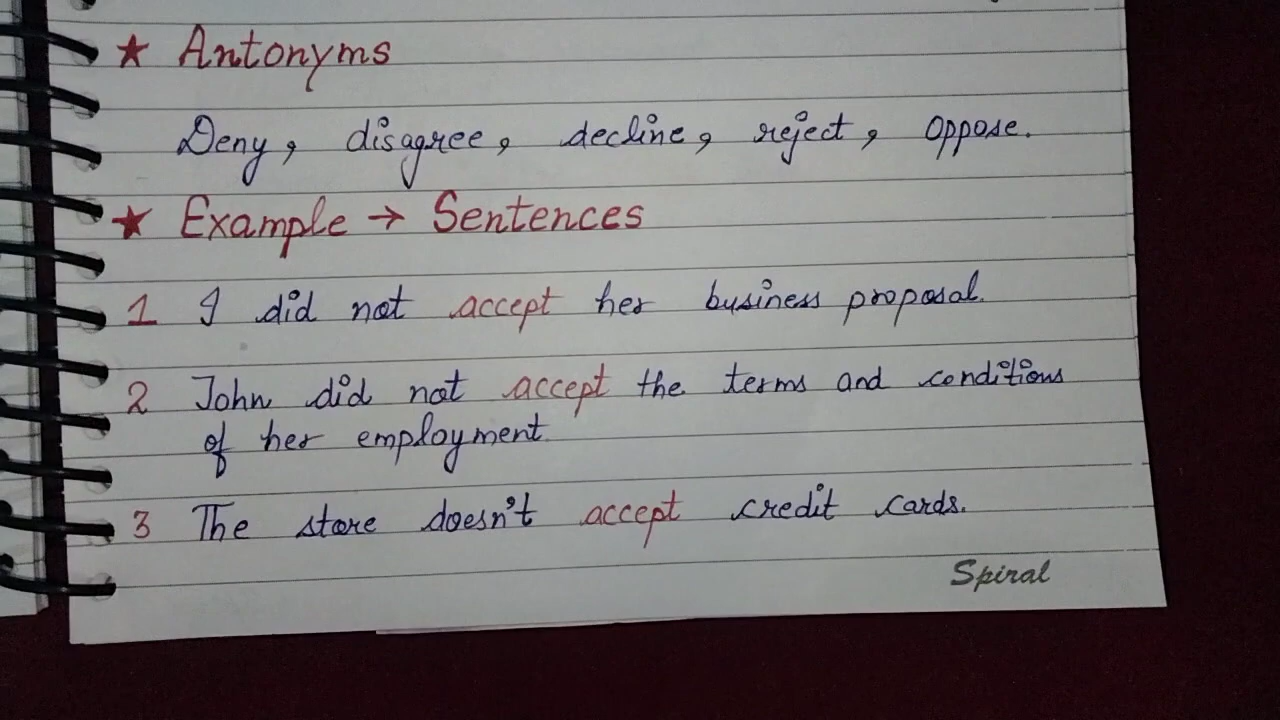 ★ Antonyms
Deny, disagree, decline, reject, oppose.
★ Example → Sentences
1 I did not accept her business proposal.
2 John did not accept the terms and conditions
of her employment.
3 The store doesn't accept credit cards.
Spiral